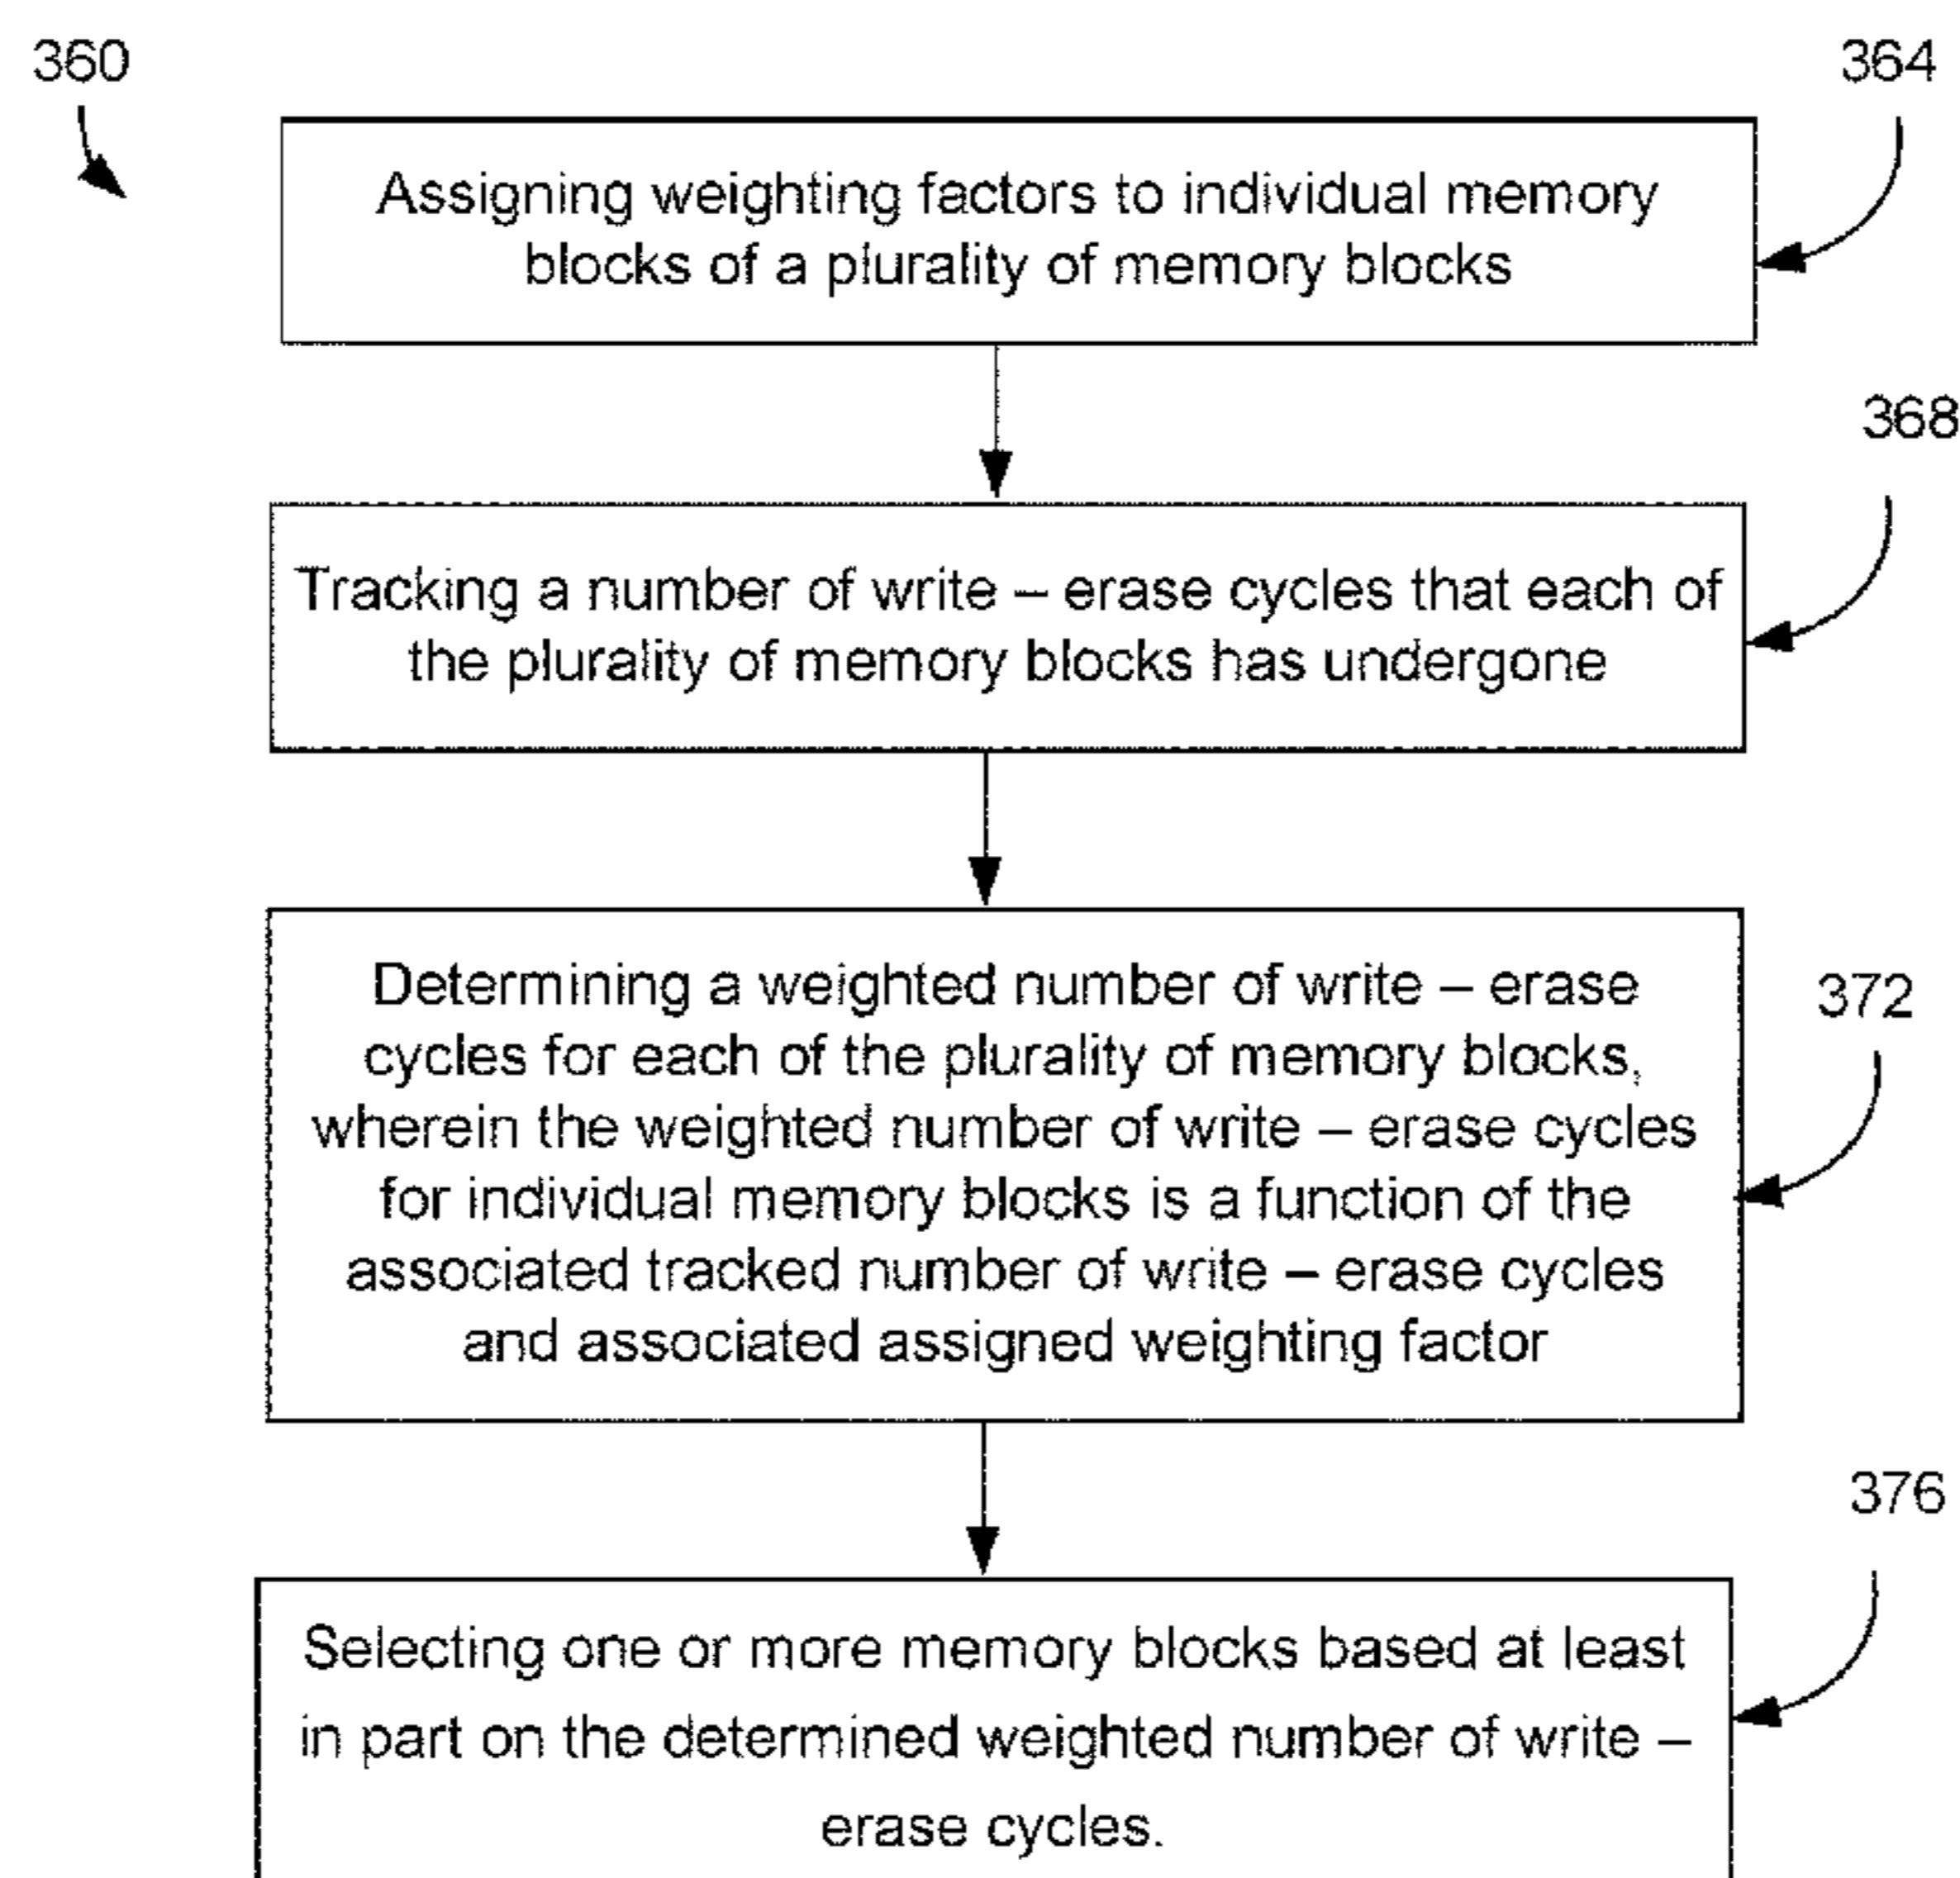 360
364
Assigning weighting factors to individual memory
blocks of a plurality of memory blocks
368
Tracking a number of write – erase cycles that each of
the plurality of memory blocks has undergone
Determining a weighted number of write – erase
372
cycles for each of the plurality of memory blocks,
wherein the weighted number of write – erase cycles
for individual memory blocks is a function of the
associated tracked number of write – erase cycles
and associated assigned weighting factor
376
Selecting one or more memory blocks based at least
in part on the determined weighted number of write –
erase cycles.